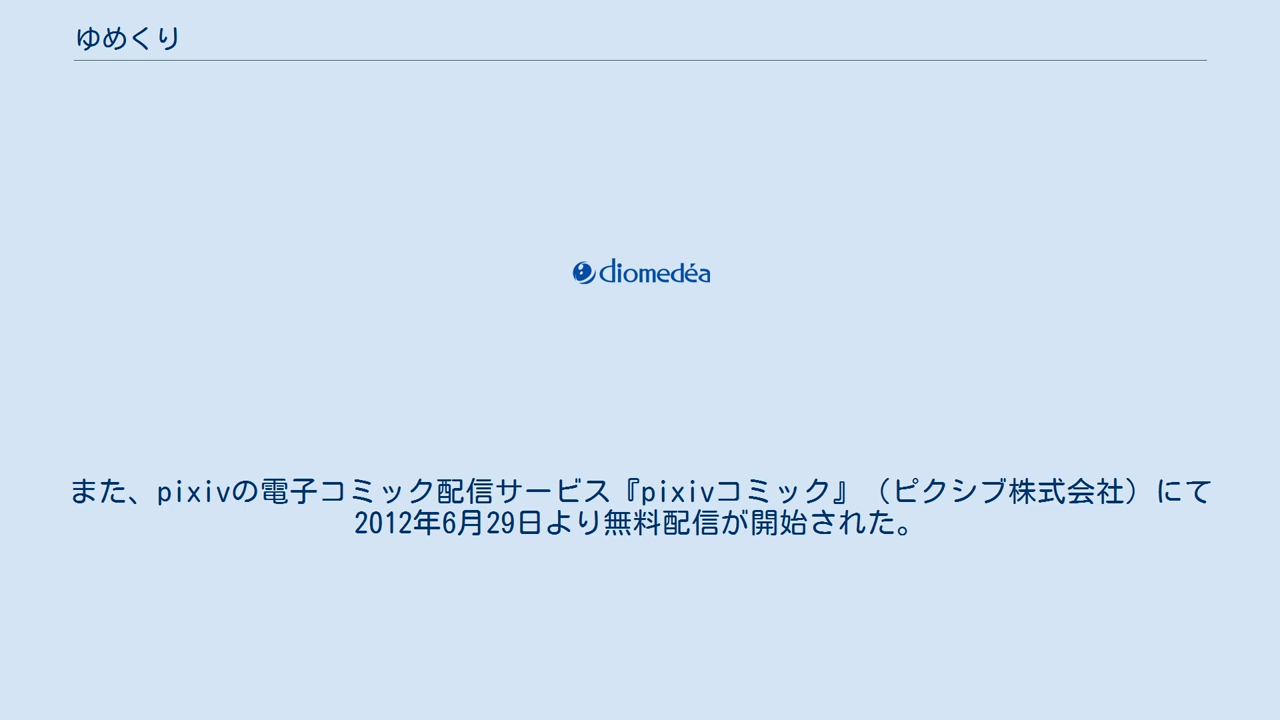 ゆめくり
diomedéa
また、pixivの電子コミック配信サービス『pixivコミック』（ピクシブ株式会社）にて
2012年6月29日より無料配信が開始された。